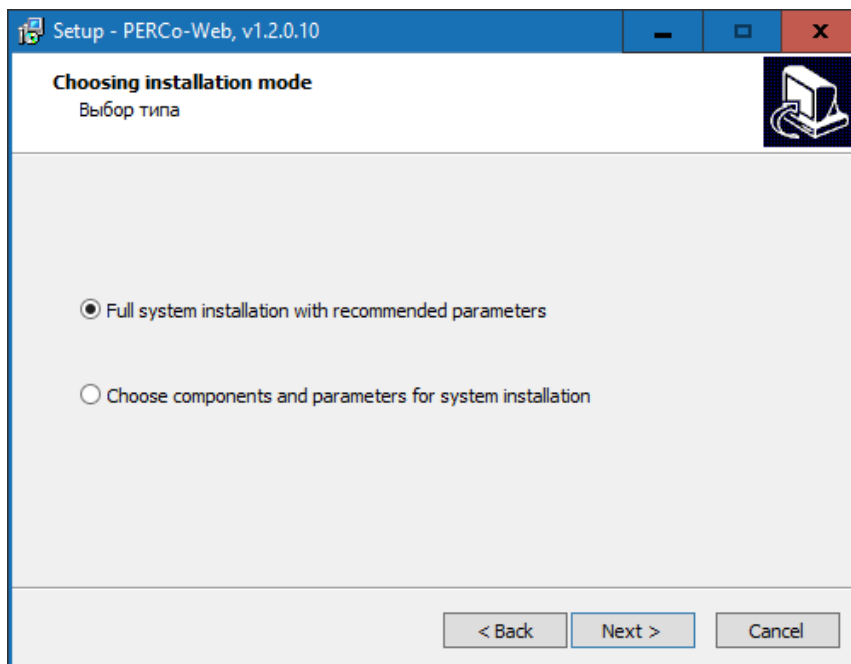 Setup - PERCo-Web, v1.2.0.10
Choosing installation mode
Выбор типа
Full system installation with recommended parameters
Choose components and parameters for system installation
< Back
Next >
Cancel